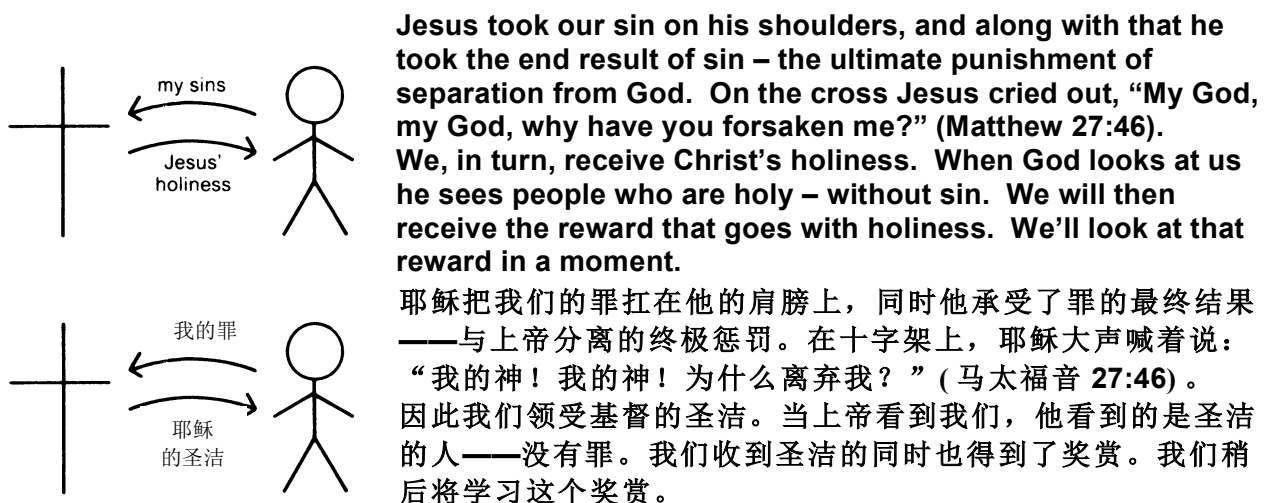 my sins
Jesus'
holiness
Jesus took our sin on his shoulders, and along with that he
took the end result of sin – the ultimate punishment of
separation from God.  On the cross Jesus cried out, “My God,
my God, why have you forsaken me?” (Matthew 27:46).
We, in turn, receive Christ’s holiness.  When God looks at us
he sees people who are holy – without sin.  We will then
receive the reward that goes with holiness.  We’ll look at that
reward in a moment.
我的罪
耶稣
的圣洁
耶稣把我们的罪扛在他的肩膀上，同时他承受了罪的最终结果
——与上帝分离的终极惩罚。在十字架上，耶稣大声喊着说：
“我的神！我的神！为什么离弃我？”( 马太福音 27:46) 。
因此我们领受基督的圣洁。当上帝看到我们，他看到的是圣洁
的人——没有罪。我们收到圣洁的同时也得到了奖赏。我们稍
后将学习这个奖赏。